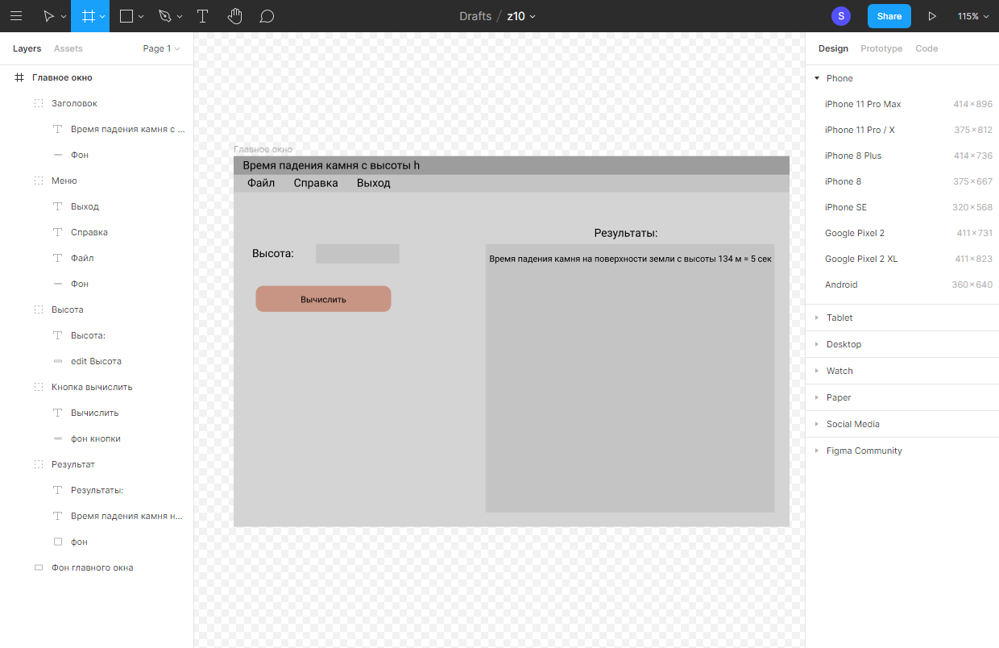 Drafts / z10
S
Share
115%
Layers
Assets
Page 1
Главное окно
Заголовок
Время падения камня с ...
Фон
Меню
Выход
Справка
Файл
Фон
Высота
Высота:
edit Высота
Кнопка вычислить
Вычислить
фон кнопки
Результат
Результаты:
Время падения камня н...
фон
Фон главного окна
Главное окно
Время падения камня с высоты h
Файл Справка Выход
Высота:
Вычислить
Результаты:
Время падения камня на поверхности земли с высоты 134 м = 5 сек
Design
Prototype
Code
Phone
iPhone 11 Pro Max 414×896
iPhone 11 Pro / X 375×812
iPhone 8 Plus 414×736
iPhone 8 375×667
iPhone SE 320×568
Google Pixel 2 411×731
Google Pixel 2 XL 411×823
Android 360×640
Tablet
Desktop
Watch
Paper
Social Media
Figma Community